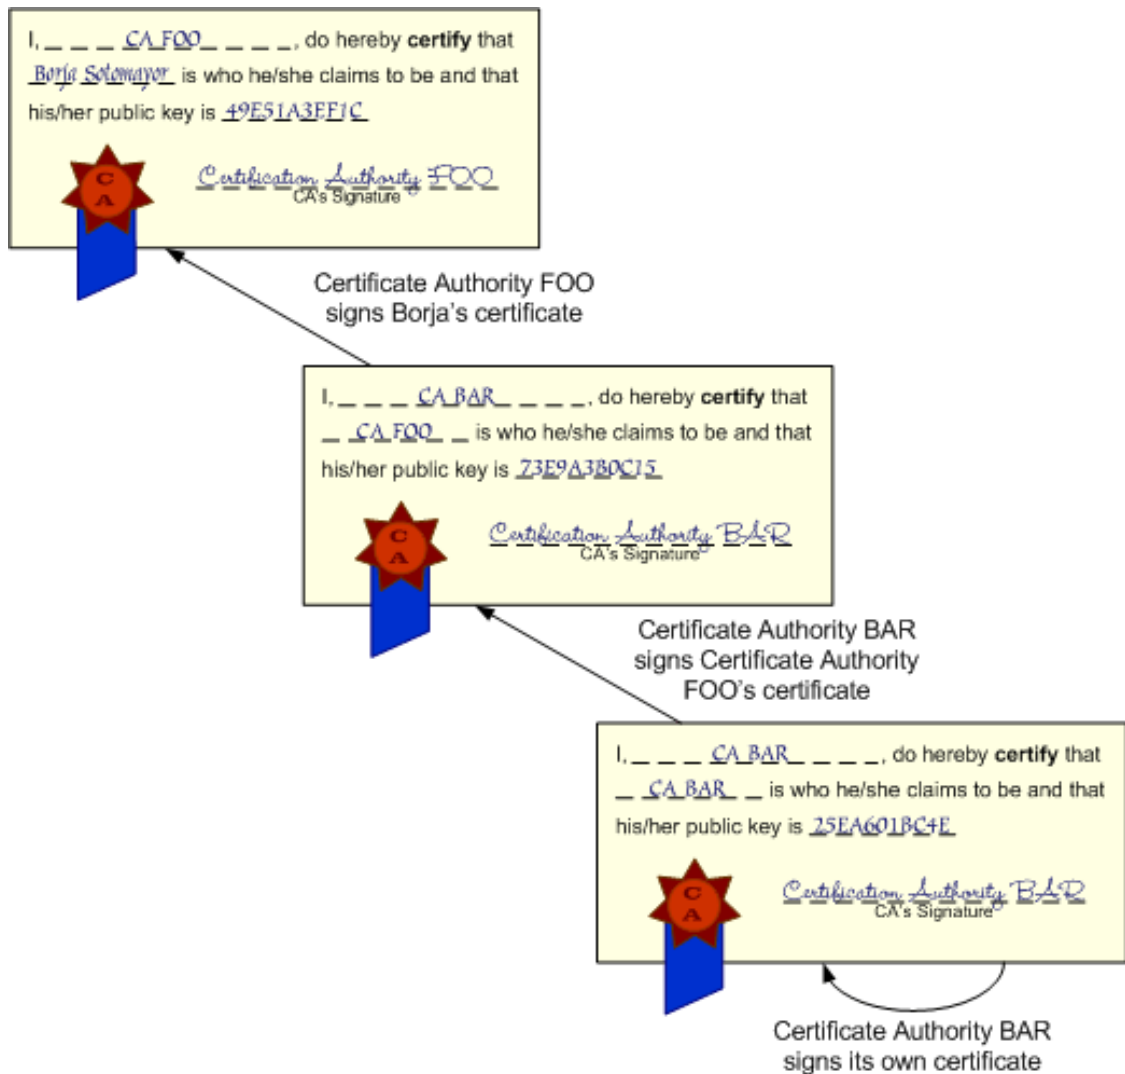 I, CA FOO, do hereby certify that
Borja Sotomayor is who he/she claims to be and that
his/her public key is 49E51A3EF1C
C
A
Certification Authority FOO
CA's Signature
Certificate Authority FOO
signs Borja's certificate
I, CA BAR, do hereby certify that
CA FOO is who he/she claims to be and that
his/her public key is 73E9A3B0C15
C
A
Certification Authority BAR
CA's Signature
Certificate Authority BAR
signs Certificate Authority
FOO's certificate
I, CA BAR, do hereby certify that
CA BAR is who he/she claims to be and that
his/her public key is 25EA601BC4E
C
A
Certification Authority BAR
CA's Signature
Certificate Authority BAR
signs its own certificate